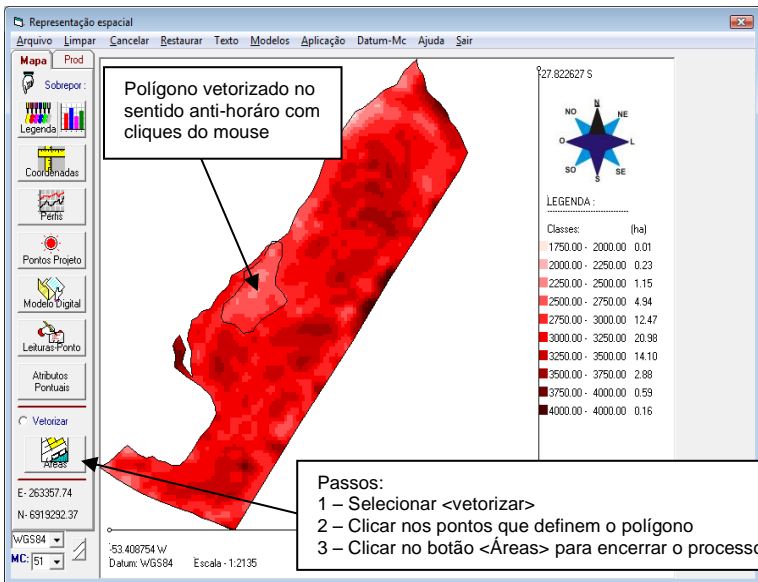 Representação espacial
Arquivo Limpar Cancelar Restaurar Texto Modelos Aplicação Datum-Mc Ajuda Sair
Mapa Prod
Sobrepor :
Legenda
Coordenadas
Perfis
Pontos Projeto
Modelo Digital
Leituras-Ponto
Atributos
Pontuais
Vetorizar
Áreas
E- 263357.74
N- 6919292.37
WGS84
MC: 51
Polígono vetorizado no
sentido anti-horáro com
cliques do mouse
-27.822627 S
N
NO NE
O L
SO SE
S
LEGENDA :
Classes: (ha)
1750.00 - 2000.00 0.01
2000.00 - 2250.00 0.23
2250.00 - 2500.00 1.15
2500.00 - 2750.00 4.94
2750.00 - 3000.00 12.47
3000.00 - 3250.00 20.98
3250.00 - 3500.00 14.10
3500.00 - 3750.00 2.88
3750.00 - 4000.00 0.59
4000.00 - 4000.00 0.16
Passos:
1 – Selecionar <vetorizar>
2 – Clicar nos pontos que definem o polígono
3 – Clicar no botão <Áreas> para encerrar o processo
-53.408754 W
Datum: WGS84 Escala - 1:2135